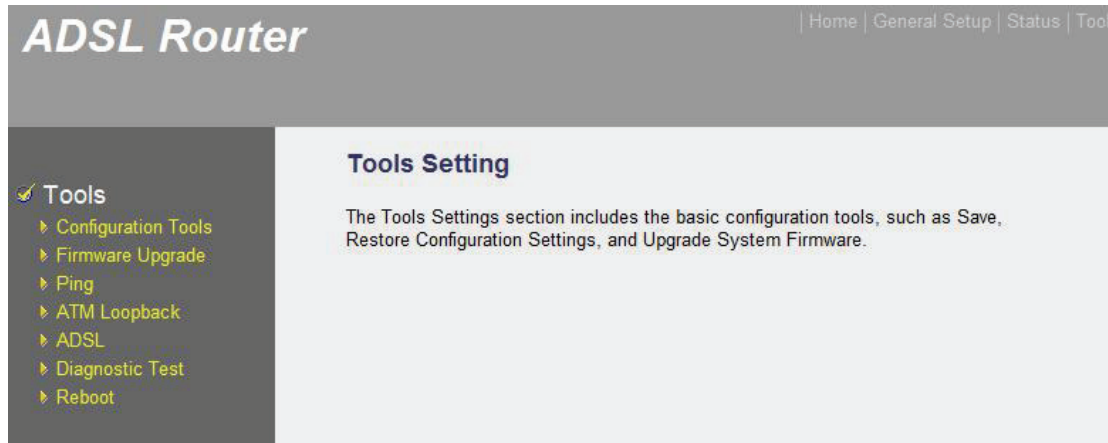 ADSL Router
| Home | General Setup | Status |
Tools
Configuration Tools
Firmware Upgrade
Ping
ATM Loopback
ADSL
Diagnostic Test
Reboot
Tools Setting
The Tools Settings section includes the basic configuration tools, such as Save,
Restore Configuration Settings, and Upgrade System Firmware.